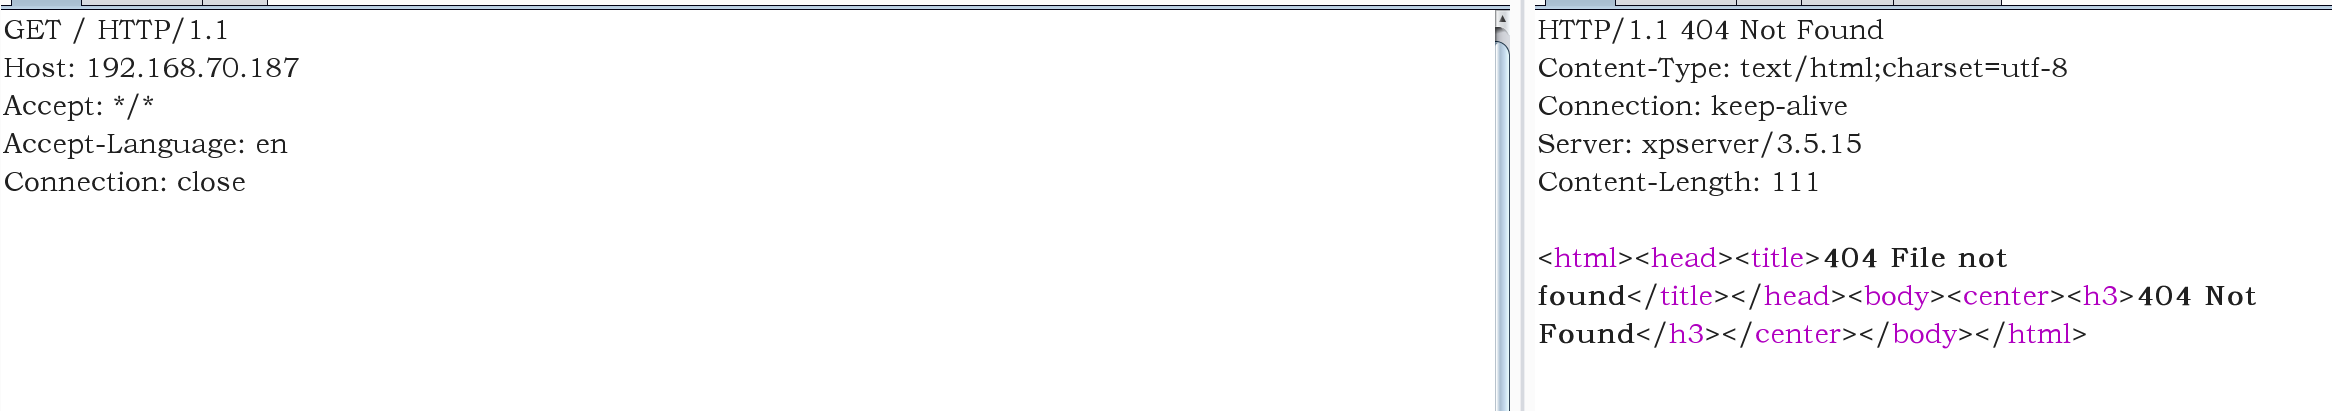 GET / HTTP/1.1
Host: 192.168.70.187
Accept: */*
Accept-Language: en
Connection: close
HTTP/1.1 404 Not Found
Content-Type: text/html;charset=utf-8
Connection: keep-alive
Server: xpserver/3.5.15
Content-Length: 111
<html><head><title>404 File not
found</title></head><body><center><h3>404 Not
Found</h3></center></body></html>